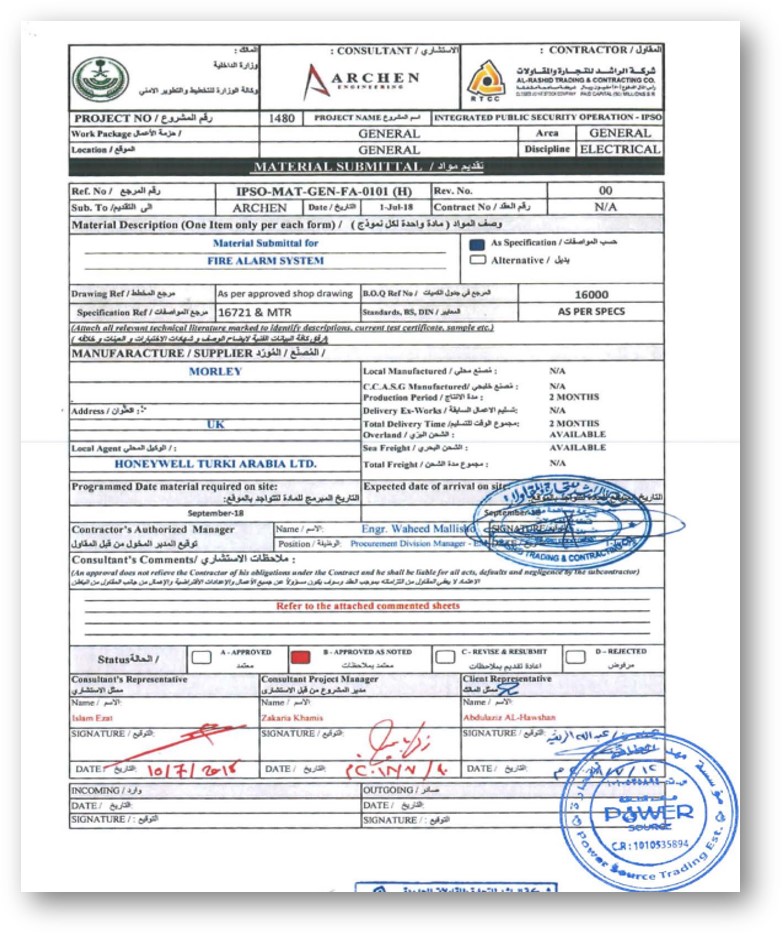 المالك :
وزارة الداخلية
وكالة الوزارة للتخطيط والتطوير الامني
الاستشاري / CONSULTANT :
ARCHEN
ENGINEERING
المقاول / CONTRACTOR :
RTCC
شركة الراشد للتجارة والمقاولات
AL-RASHID TRADING & CONTRACTING CO.
PROJECT NO / رقم المشروع
1480
PROJECT NAME / اسم المشروع
INTEGRATED PUBLIC SECURITY OPERATION - IPSO
Work Package / حزمة الأعمال
GENERAL
Area
GENERAL
Location / الموقع
GENERAL
Discipline
ELECTRICAL
MATERIAL SUBMITTAL / تقديم مواد
Ref. No / رقم المرجع
IPSO-MAT-GEN-FA-0101 (H)
Rev. No.
00
Sub. To / الى التقديم
ARCHEN
Date / التاريخ
1-Jul-18
Contract No / رقم العقد
N/A
Material Description (One Item only per each form) / وصف المواد ( مادة واحدة لكل نموذج )
Material Submittal for
FIRE ALARM SYSTEM
As Specification / حسب المواصفات
Alternative / بديل
Drawing Ref / مرجع المخطط
As per approved shop drawing
B.O.Q Ref No / المرجع في جدول الكميات
16000
Specification Ref / مرجع المواصفات
16721 & MTR
Standards, BS, DIN / المعايير
AS PER SPECS
(Attach all relevant technical literature marked to identify descriptions, current test certificate, sample etc.)
(ارفق كافة البيانات الفنية لايضاح الوصف و شهادات الاختبارات و العينات و خلافه )
MANUFARACTURE / SUPPLIER المُصنّع / المُورّد /
MORLEY
Address / العنوان :
UK
Local Agent / الوكيل المحلي :
HONEYWELL TURKI ARABIA LTD.
Local Manufactured / مُصنع محلي : N/A
C.C.A.S.G Manufactured/ مُصنع خليجي :
Production Period / مدة الانتاج : 2 MONTHS
Delivery Ex-Works / تسليم الاعمال السابقة : N/A
Total Delivery Time / مجموع الوقت للتسليم: 2 MONTHS
Overland / الشحن البري : AVAILABLE
Sea Freight / الشحن البحري : AVAILABLE
Total Freight / مجموع مدة الشحن : N/A
Programmed Date material required on site:
التاريخ المبرمج للمادة للتتواجد بالموقع:
September-18
Expected date of arrival on site
September-18
Contractor's Authorized Manager
توقيع المدير المخول من قبل المقاول
Name / الاسم:
Engr. Waheed
SIGNATURE
Position / الوظيفة:
Procurement Division Manager -
TRADING & CONTRACTING
Consultant's Comments/ ملاحظات الاستشاري :
(An approval does not relieve the Contractor of his obligations under the Contract and he shall be liable for all acts, defaults and negligence by the subcontractor)
الاعتماد لا يعفي المقاول من التزاماته بموجب العقد وسوف يكون مسؤولاً عن جميع الأعمال والإعدادات الأفتراضية والإهمال من جانب المقاول من الباطن
Refer to the attached commented sheets
Status الحالة /
A - APPROVED
معتمد
B - APPROVED AS NOTED
معتمد بملاحظات
C - REVISE & RESUBMIT
اعادة تقديم بملاحظات
D - REJECTED
مرفوض
Consultant's Representative
ممثل الاستشاري
Name / الاسم:
Islam Ezat
SIGNATURE / التوقيع:
DATE / التاريخ: 10/7/2018
Consultant Project Manager
مدير المشروع من قبل الاستشاري
Name / الاسم:
Zakaria Khamis
SIGNATURE / التوقيع:
DATE / التاريخ:
Client Representative
ممثل المالك
Name / الاسم:
Abdulaziz AL-Hawshan
SIGNATURE / التوقيع:
DATE / التاريخ:
INCOMING / وارد
DATE / التاريخ :
SIGNATURE / التوقيع :
OUTGOING / صادر
DATE / التاريخ :
SIGNATURE / التوقيع :
POWER
SOURCE
C.R : 1010535894
Power Source Trading Est.